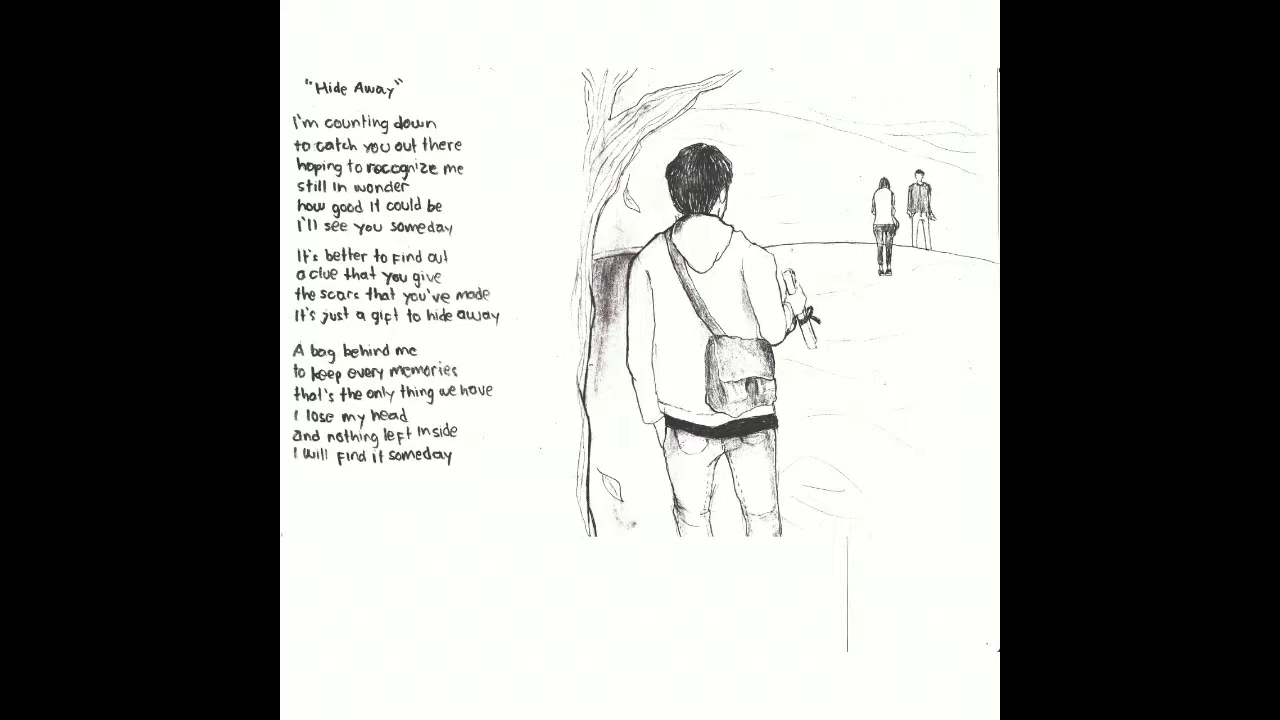 "Hide Away"
I'm counting down
to catch you out there
hoping to recognize me
still in wonder
how good it could be
I'll see you someday
It's better to find out
a clue that you give
the scars that you've made
It's just a gift to hide away
A bag behind me
to keep every memories
that's the only thing we have
I lose my head
and nothing left inside
I will find it someday